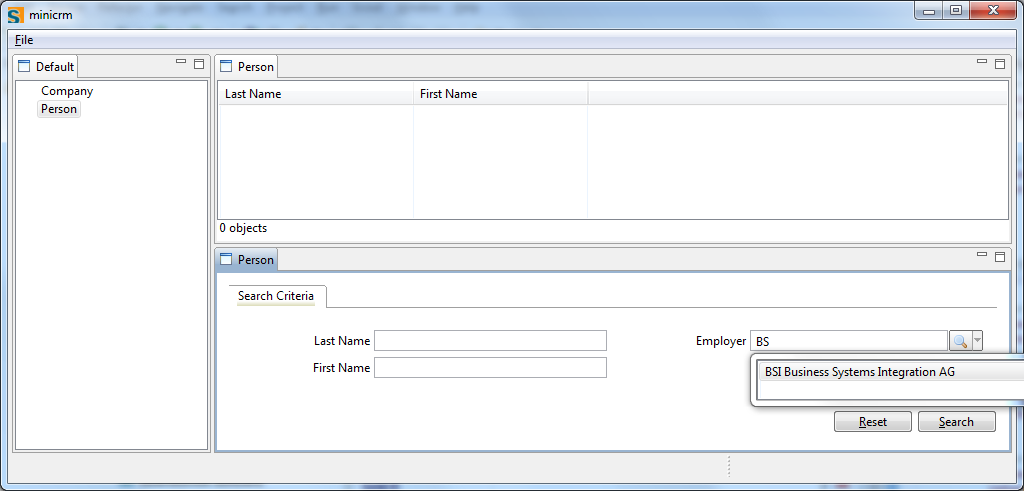 minicrm
File
Default
Company
Person
Person
Last Name First Name
0 objects
Person
Search Criteria
Last Name
Employer BS
First Name
BSI Business Systems Integration AG
Reset Search